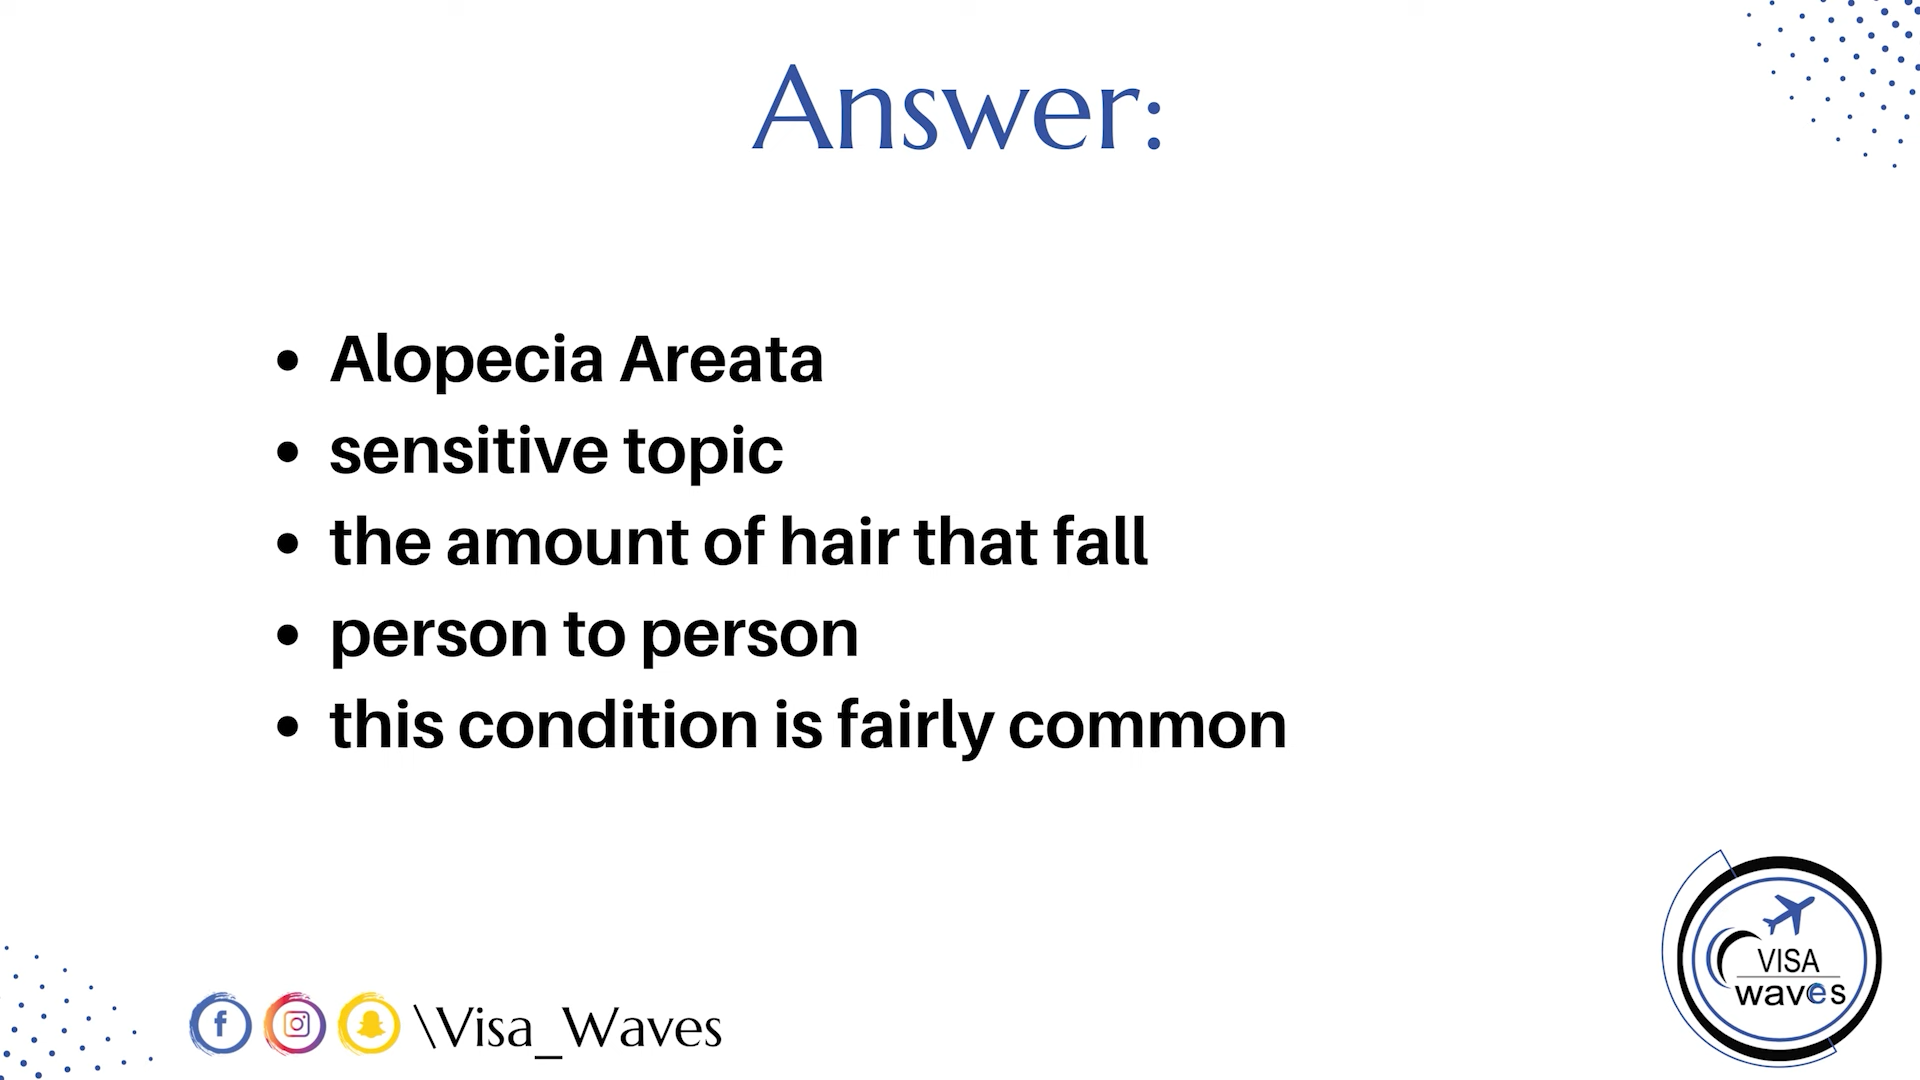 Answer:
• Alopecia Areata
• sensitive topic
• the amount of hair that fall
• person to person
• this condition is fairly common
VISA
waves
\Visa_Waves